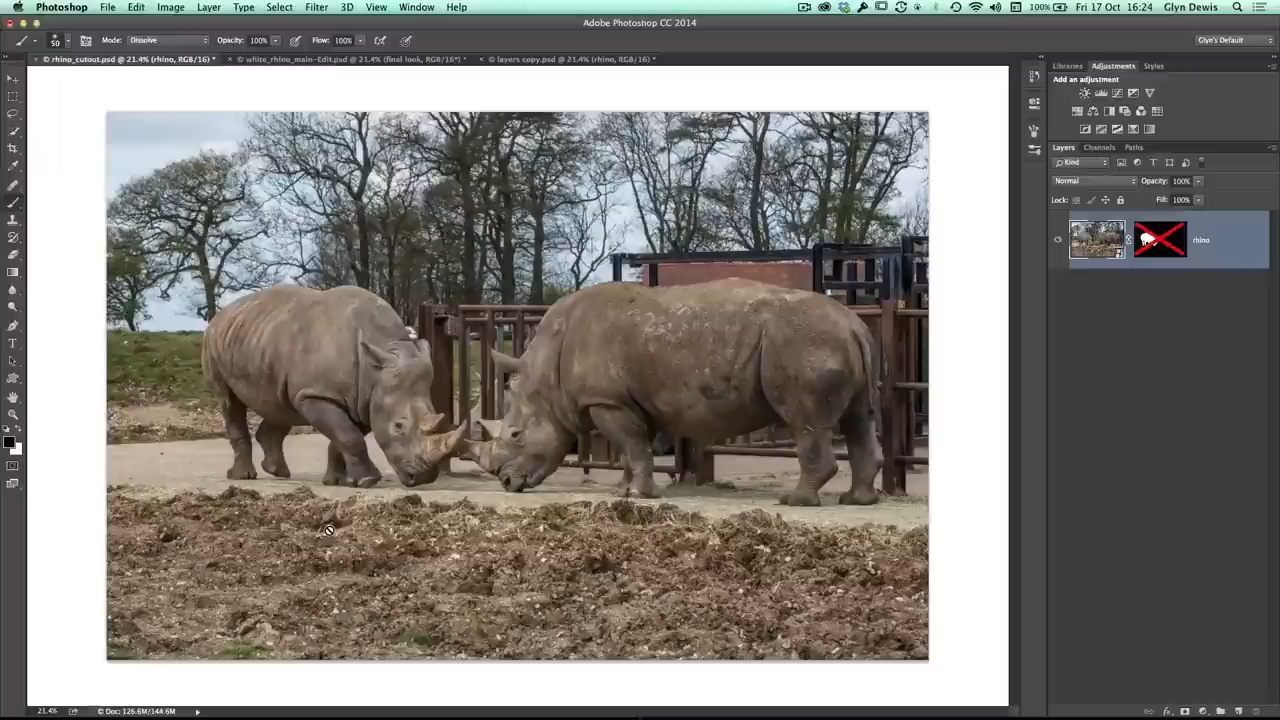 Photoshop File Edit Image Layer Type Select Filter 3D View Window Help 100% Fri 17 Oct 16:24 Glyn Dewis
Adobe Photoshop CC 2014
50 Mode: Dissolve Opacity: 100% Flow: 100% Glyn's Default
× rhino_cutout.psd @ 21.4% (rhino, RGB/16) * × white_rhino_main-Edit.psd @ 21.4% (final look, RGB/16*) * × layers copy.psd @ 21.4% (rhino, RGB/16) *
Libraries Adjustments Styles
Add an adjustment
Layers Channels Paths
Kind
Normal Opacity: 100%
Lock: Fill: 100%
rhino
21.4% Doc: 126.6M/144.6M